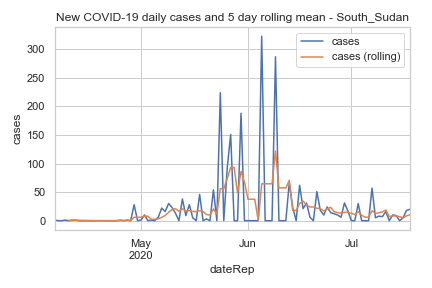 New COVID-19 daily cases and 5 day rolling mean - South_Sudan
cases
cases (rolling)
300
250
200
150
100
50
0
cases
May
2020
Jun
Jul
dateRep